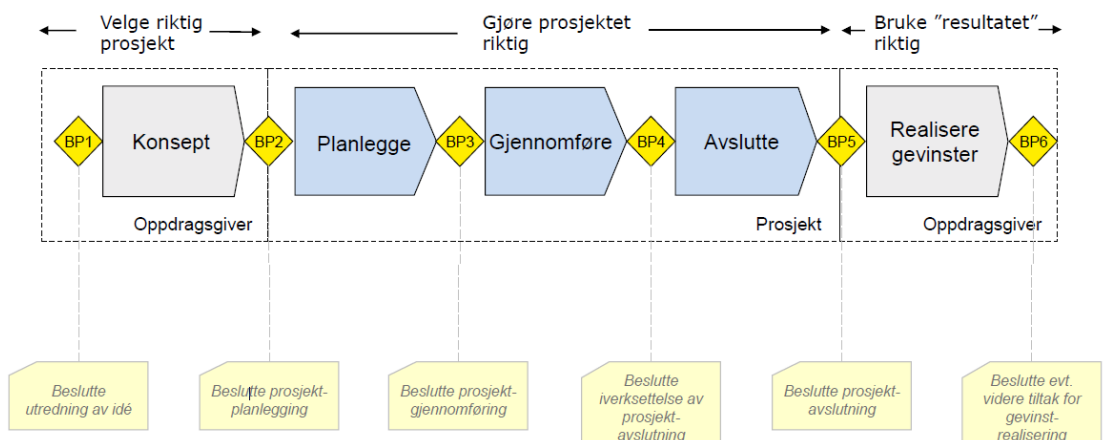 Velge riktig
prosjekt
Gjøre prosjektet
riktig
Bruke ”resultatet”
riktig
BP1
Konsept
BP2
Planlegge
BP3
Gjennomføre
BP4
Avslutte
BP5
Realisere
gevinster
BP6
Oppdragsgiver
Prosjekt
Oppdragsgiver
Beslutte
utredning av idé
Beslutte prosjekt-
planlegging
Beslutte prosjekt-
gjennomføring
Beslutte
iverksettelse av
prosjekt-
avslutning
Beslutte prosjekt-
avslutning
Beslutte evt.
videre tiltak for
gevinst-
realisering